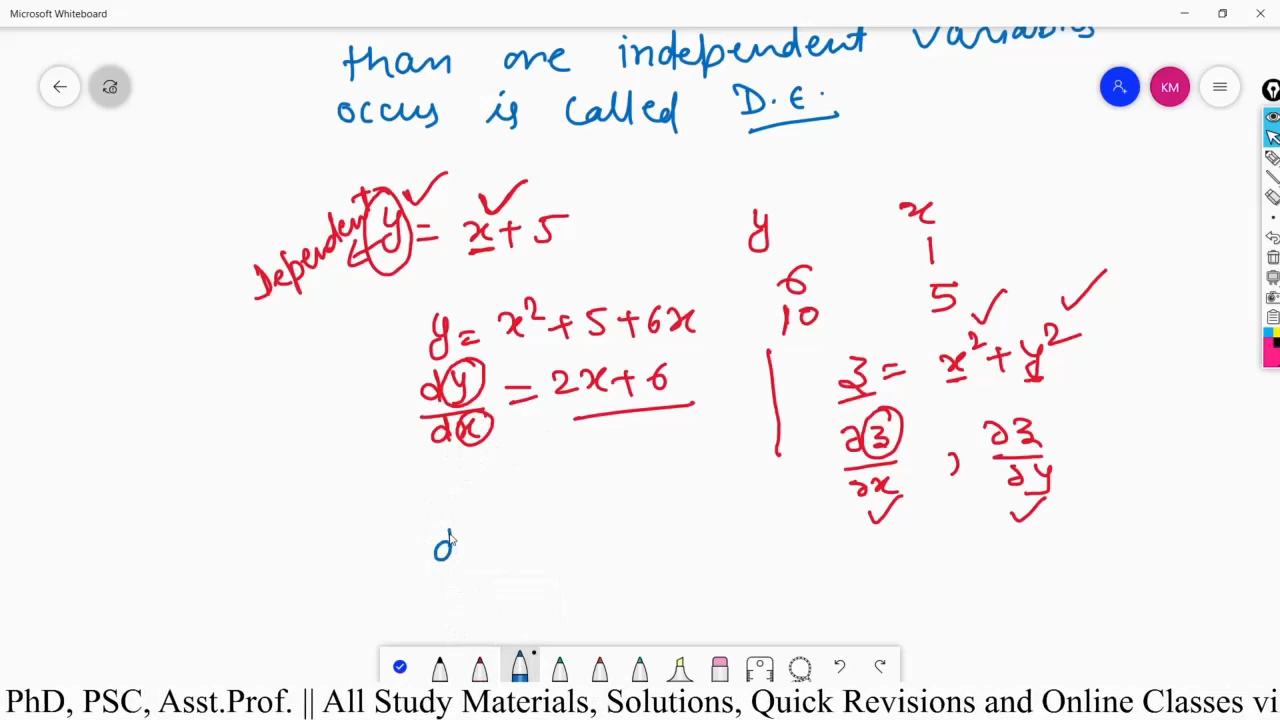 Microsoft Whiteboard
than one independent variables
occus is called D.E.
KM
Dependent
y = x + 5
y x
6 1
10 5
y = x² + 5 + 6x
dy/dx = 2x + 6
z = x² + y²
∂z/∂x , ∂z/∂y
d
PhD, PSC, Asst.Prof. || All Study Materials, Solutions, Quick Revisions and Online Classes vi